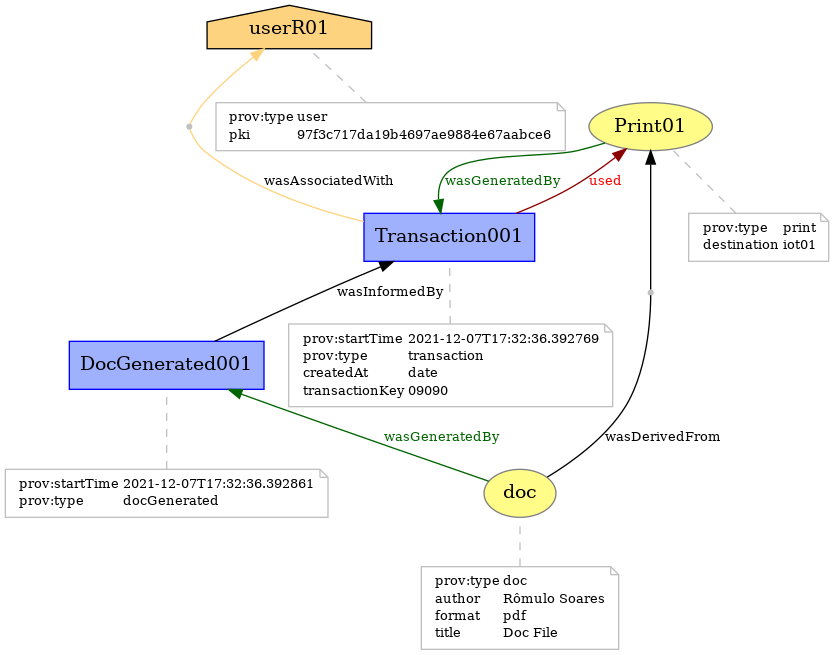 userR01
prov:type user
pki 97f3c717da19b4697ae9884e67aabce6
Print01
wasAssociatedWith
wasGeneratedBy
used
prov:type print
destination iot01
Transaction001
wasInformedBy
prov:startTime 2021-12-07T17:32:36.392769
prov:type transaction
createdAt date
transactionKey 09090
DocGenerated001
wasGeneratedBy
wasDerivedFrom
prov:startTime 2021-12-07T17:32:36.392861
prov:type docGenerated
doc
prov:type doc
author Rômulo Soares
format pdf
title Doc File